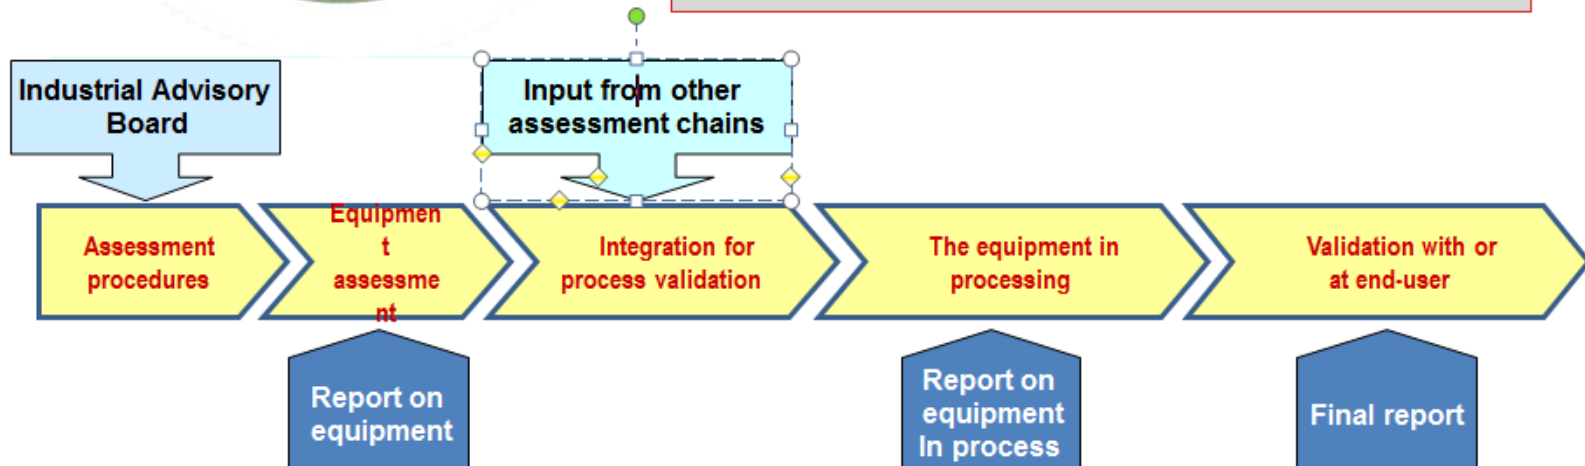 Industrial Advisory
Board
Input from other
assessment chains
Assessment
procedures
Equipmen
t
assessme
nt
Integration for
process validation
The equipment in
processing
Validation with or
at end-user
Report on
equipment
Report on
equipment
In process
Final report